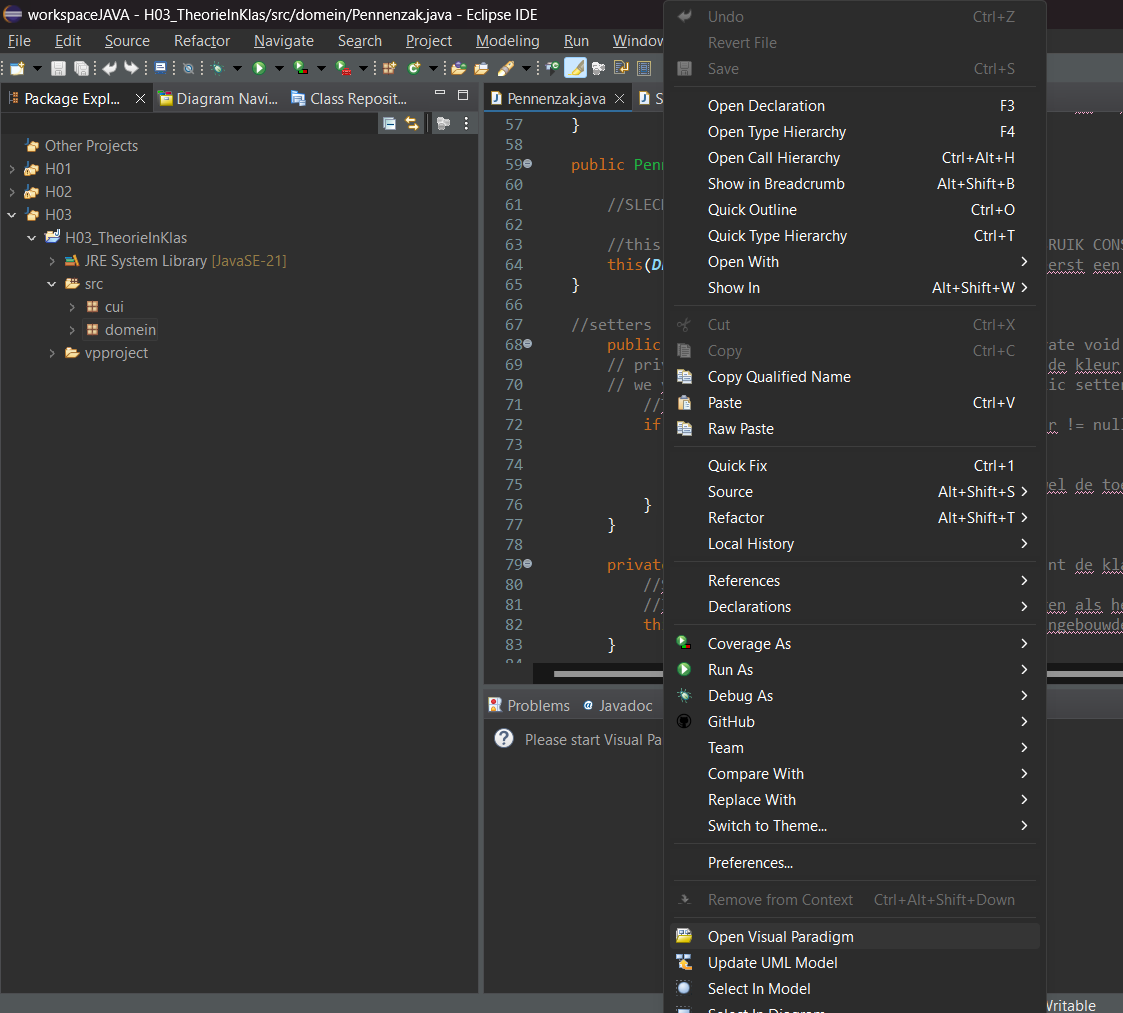 workspaceJAVA - H03_TheorieInKlas/src/domein/Pennenzak.java - Eclipse IDE
File Edit Source Refactor Navigate Search Project Modeling Run Window
Package Expl... Diagram Navi... Class Reposit...
Other Projects
H01
H02
H03
H03_TheorieInKlas
JRE System Library [JavaSE-21]
src
cui
domein
vpproject
Pennenzak.java S
57 }
58
59 public Penn
60
61 //SLECH
62
63 //this RUIK CONS
64 this(D erst een
65 }
66
67 //setters
68 public ate void
69 // priv de kleur
70 // we ic setter
71 //
72 if r != null
73
74
75 wel de toe
76 }
77 }
78
79 private nt de kla
80 //
81 // en als he
82 th ngebouwde
83 }
84
Problems @ Javadoc
Please start Visual Pa
Undo Ctrl+Z
Revert File
Save Ctrl+S
Open Declaration F3
Open Type Hierarchy F4
Open Call Hierarchy Ctrl+Alt+H
Show in Breadcrumb Alt+Shift+B
Quick Outline Ctrl+O
Quick Type Hierarchy Ctrl+T
Open With
Show In Alt+Shift+W
Cut Ctrl+X
Copy Ctrl+C
Copy Qualified Name
Paste Ctrl+V
Raw Paste
Quick Fix Ctrl+1
Source Alt+Shift+S
Refactor Alt+Shift+T
Local History
References
Declarations
Coverage As
Run As
Debug As
GitHub
Team
Compare With
Replace With
Switch to Theme...
Preferences...
Remove from Context Ctrl+Alt+Shift+Down
Open Visual Paradigm
Update UML Model
Select In Model
Select In Diagram
Writable